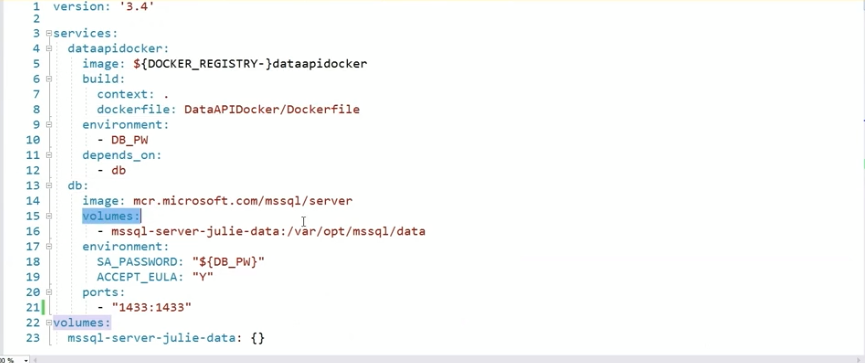 1 version: '3.4'
2
3 services:
4   dataapidocker:
5     image: ${DOCKER_REGISTRY-}dataapidocker
6     build:
7       context: .
8       dockerfile: DataAPIDocker/Dockerfile
9     environment:
10       - DB_PW
11     depends_on:
12       - db
13   db:
14     image: mcr.microsoft.com/mssql/server
15     volumes:
16       - mssql-server-julie-data:/var/opt/mssql/data
17     environment:
18       SA_PASSWORD: "${DB_PW}"
19       ACCEPT_EULA: "Y"
20     ports:
21       - "1433:1433"
22 volumes:
23   mssql-server-julie-data: {}